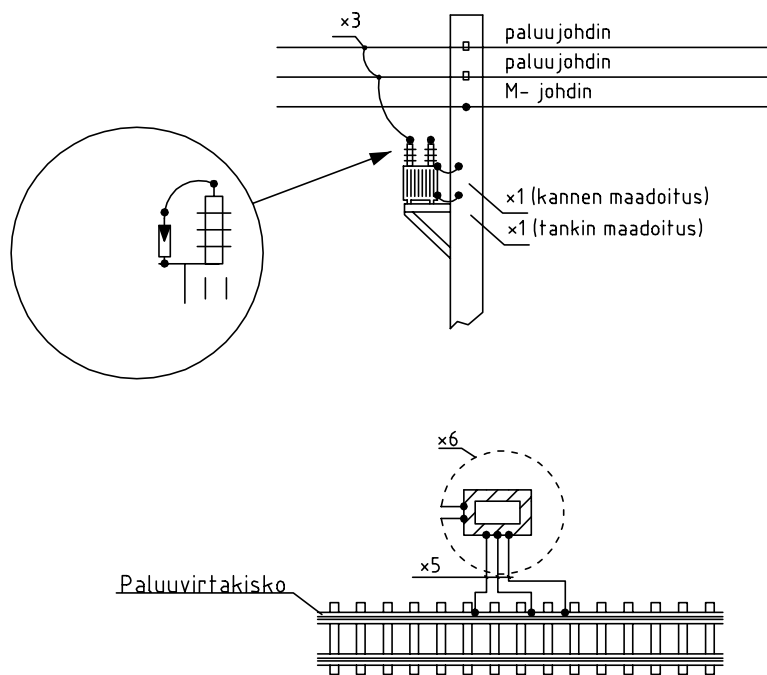 ×3
paluujohdin
paluujohdin
M- johdin
×1 (kannen maadoitus)
×1 (tankin maadoitus)
×6
×5
Paluuvirtakisko